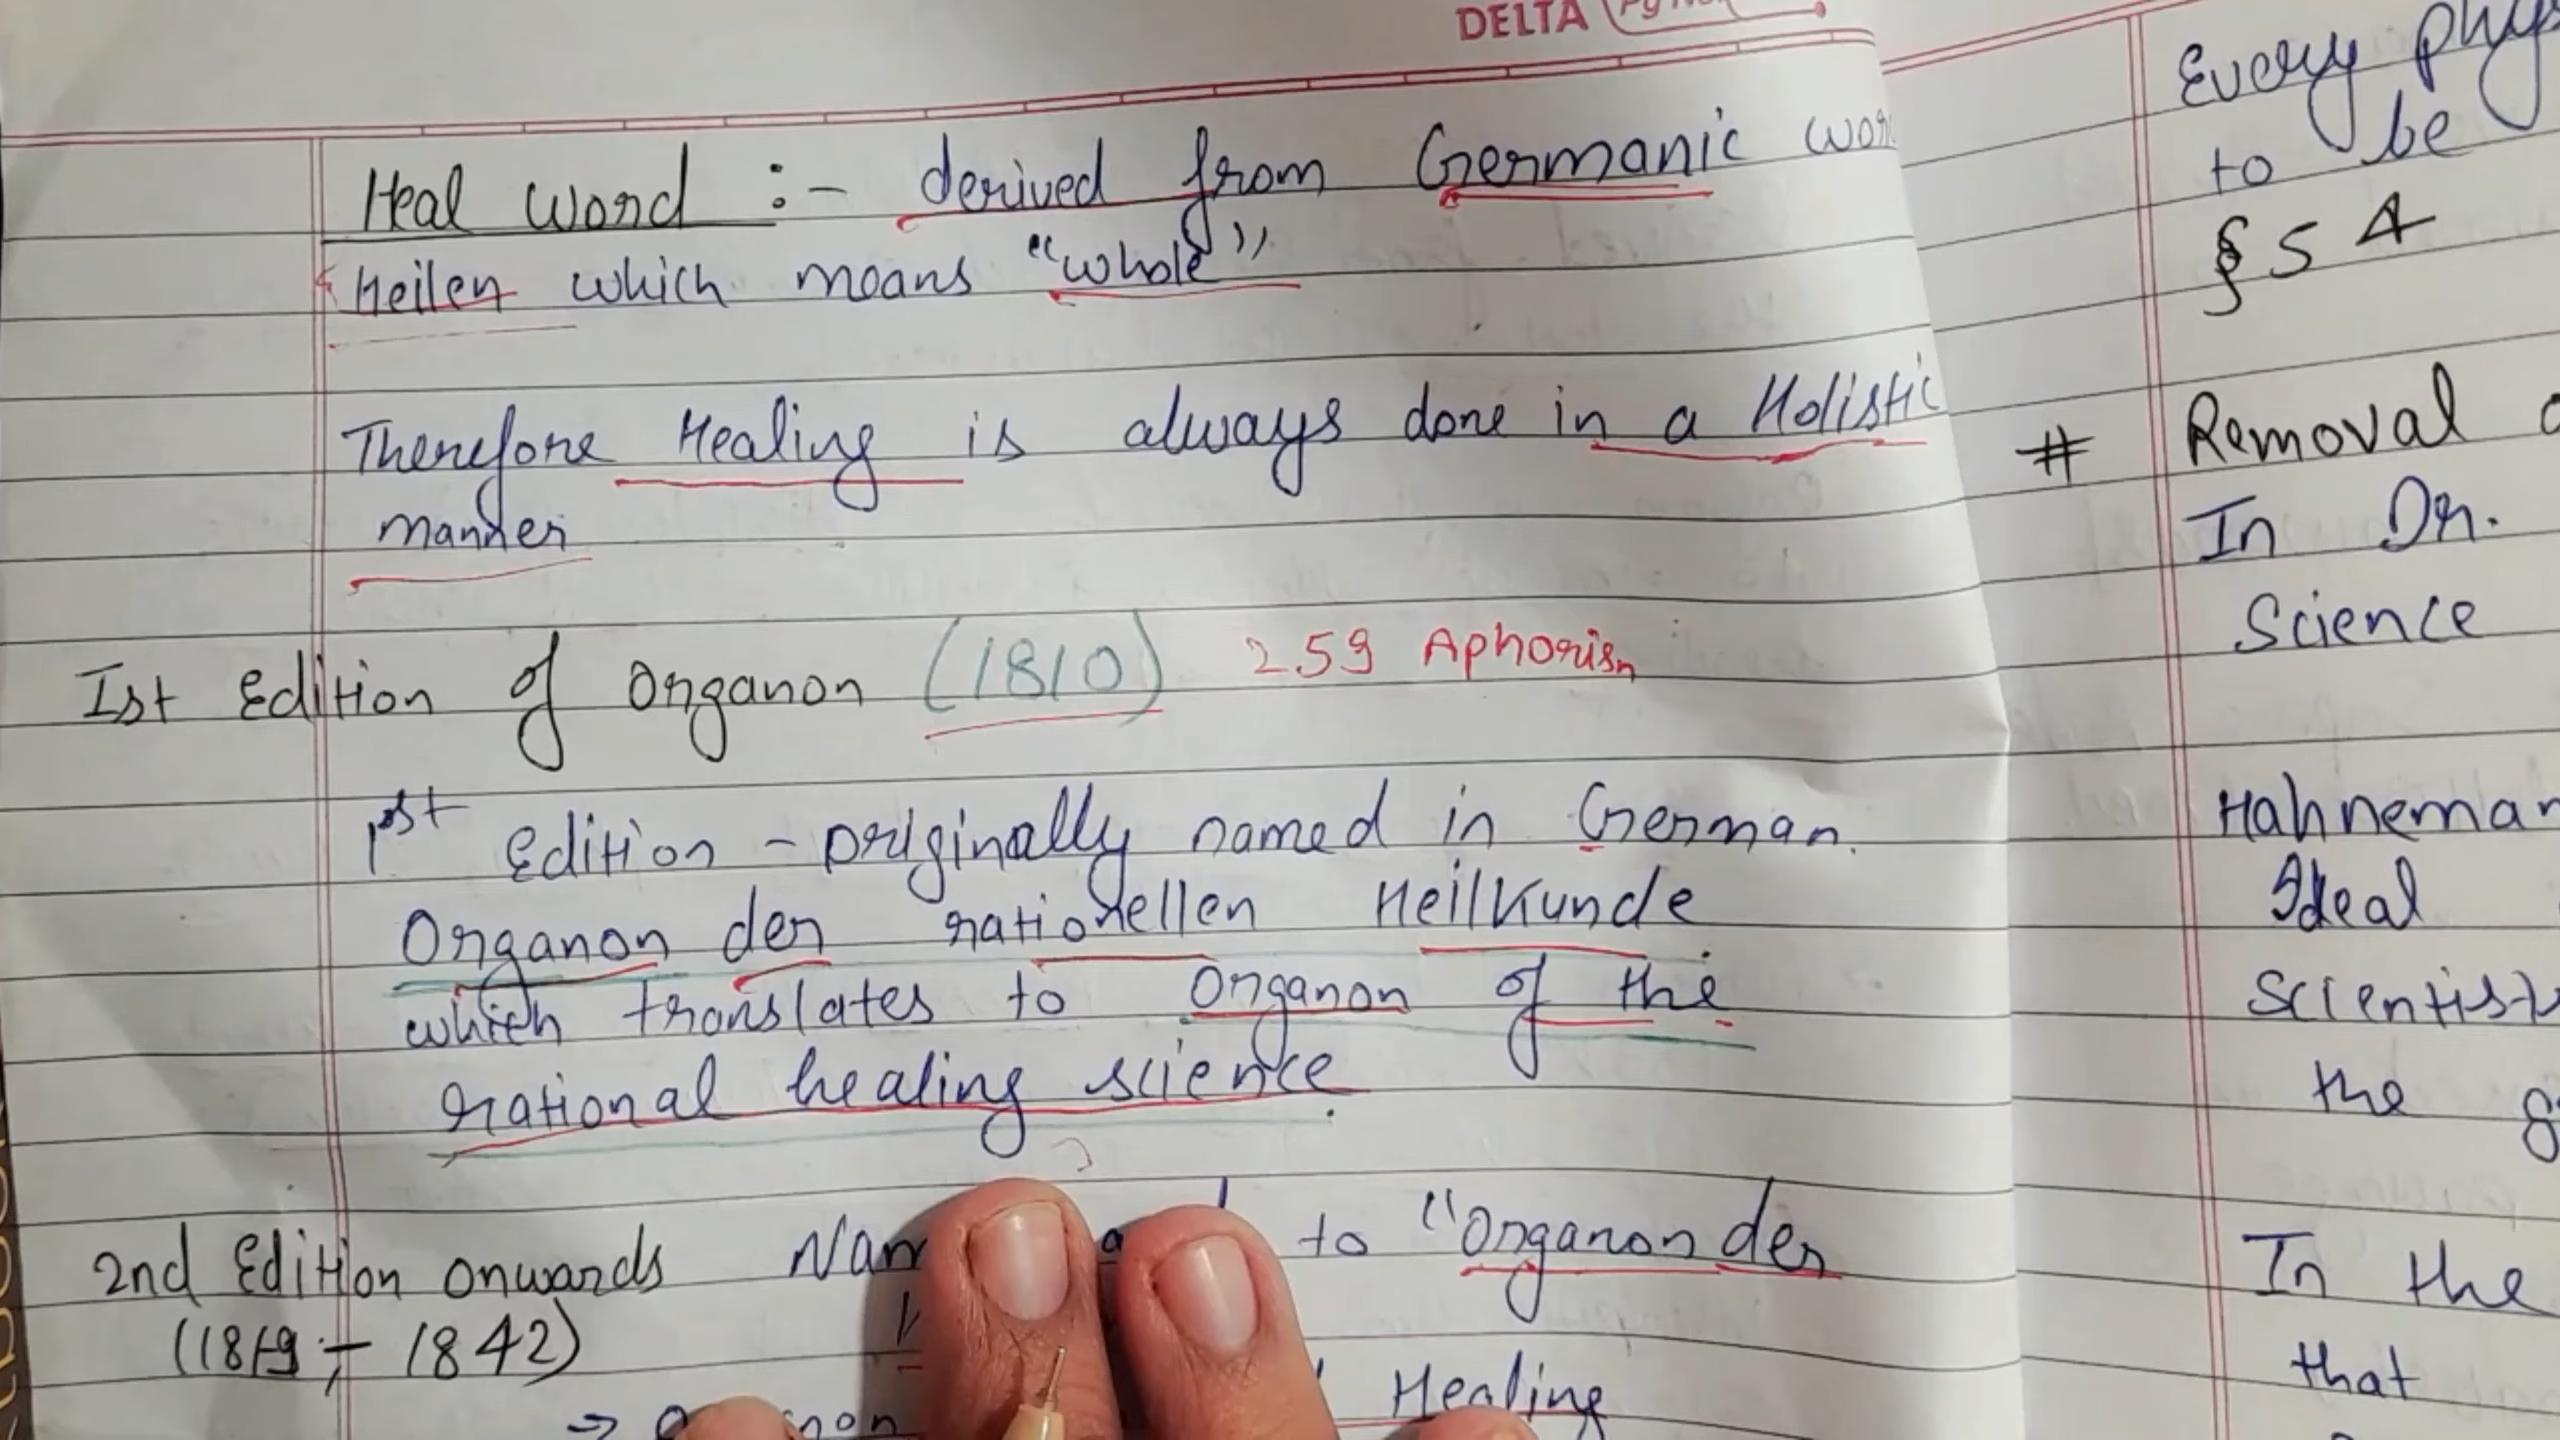 DELTA
Heal word :- derived from Germanic
Heilen which means "whole"
Therefore Healing is always done in a Holistic
manner
Ist Edition of Organon (1810) 259 Aphorism
1st Edition - originally named in German.
Organon der rationellen Heilkunde
which translates to Organon of the
rational healing science
2nd Edition onwards to "Organon der
(1819 - 1842) Healing
Every
to be
§ 5 4
# Removal
In Dr.
Science
Ideal
Scientist
the
In the
that